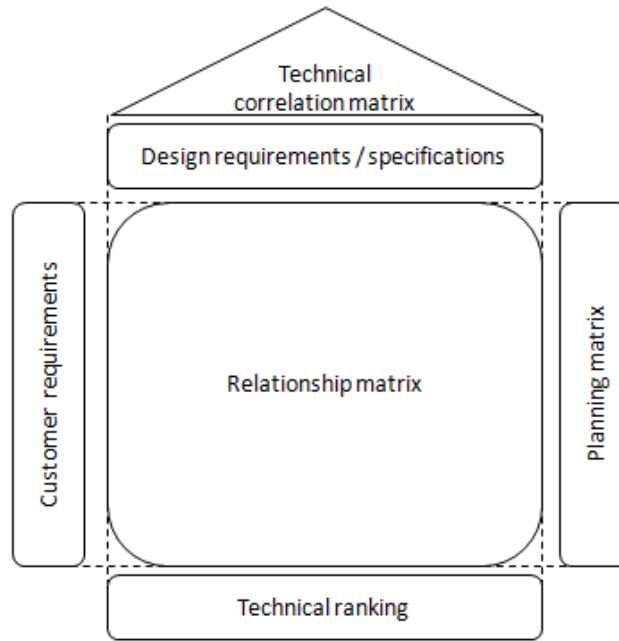 Technical
correlation matrix
Design requirements / specifications
Customer requirements
Relationship matrix
Planning matrix
Technical ranking